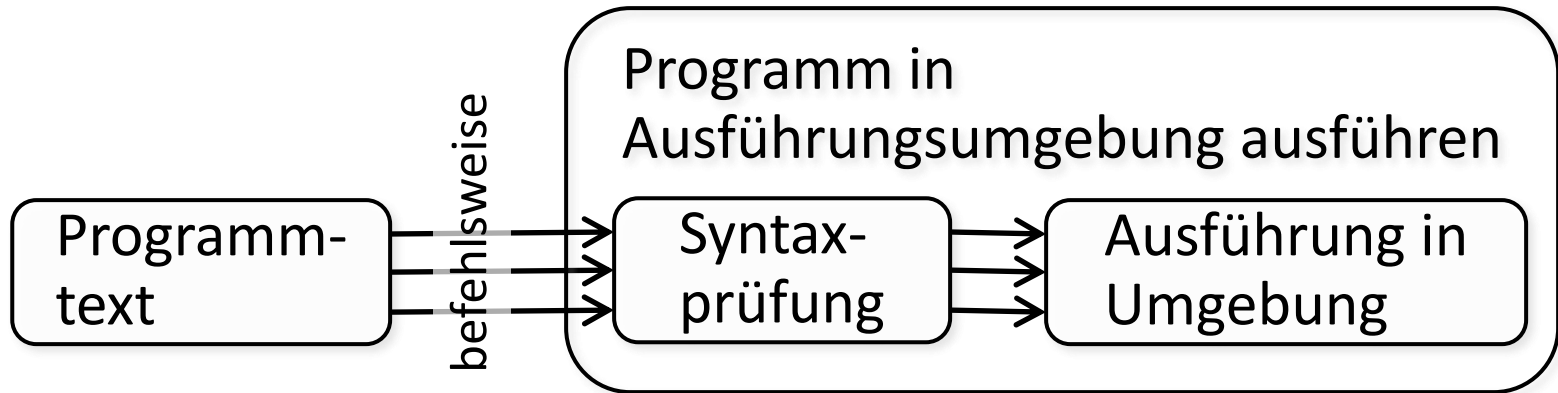 Programm in
Ausführungsumgebung ausführen
befehlsweise
Programm-
text
Syntax-
prüfung
Ausführung in
Umgebung